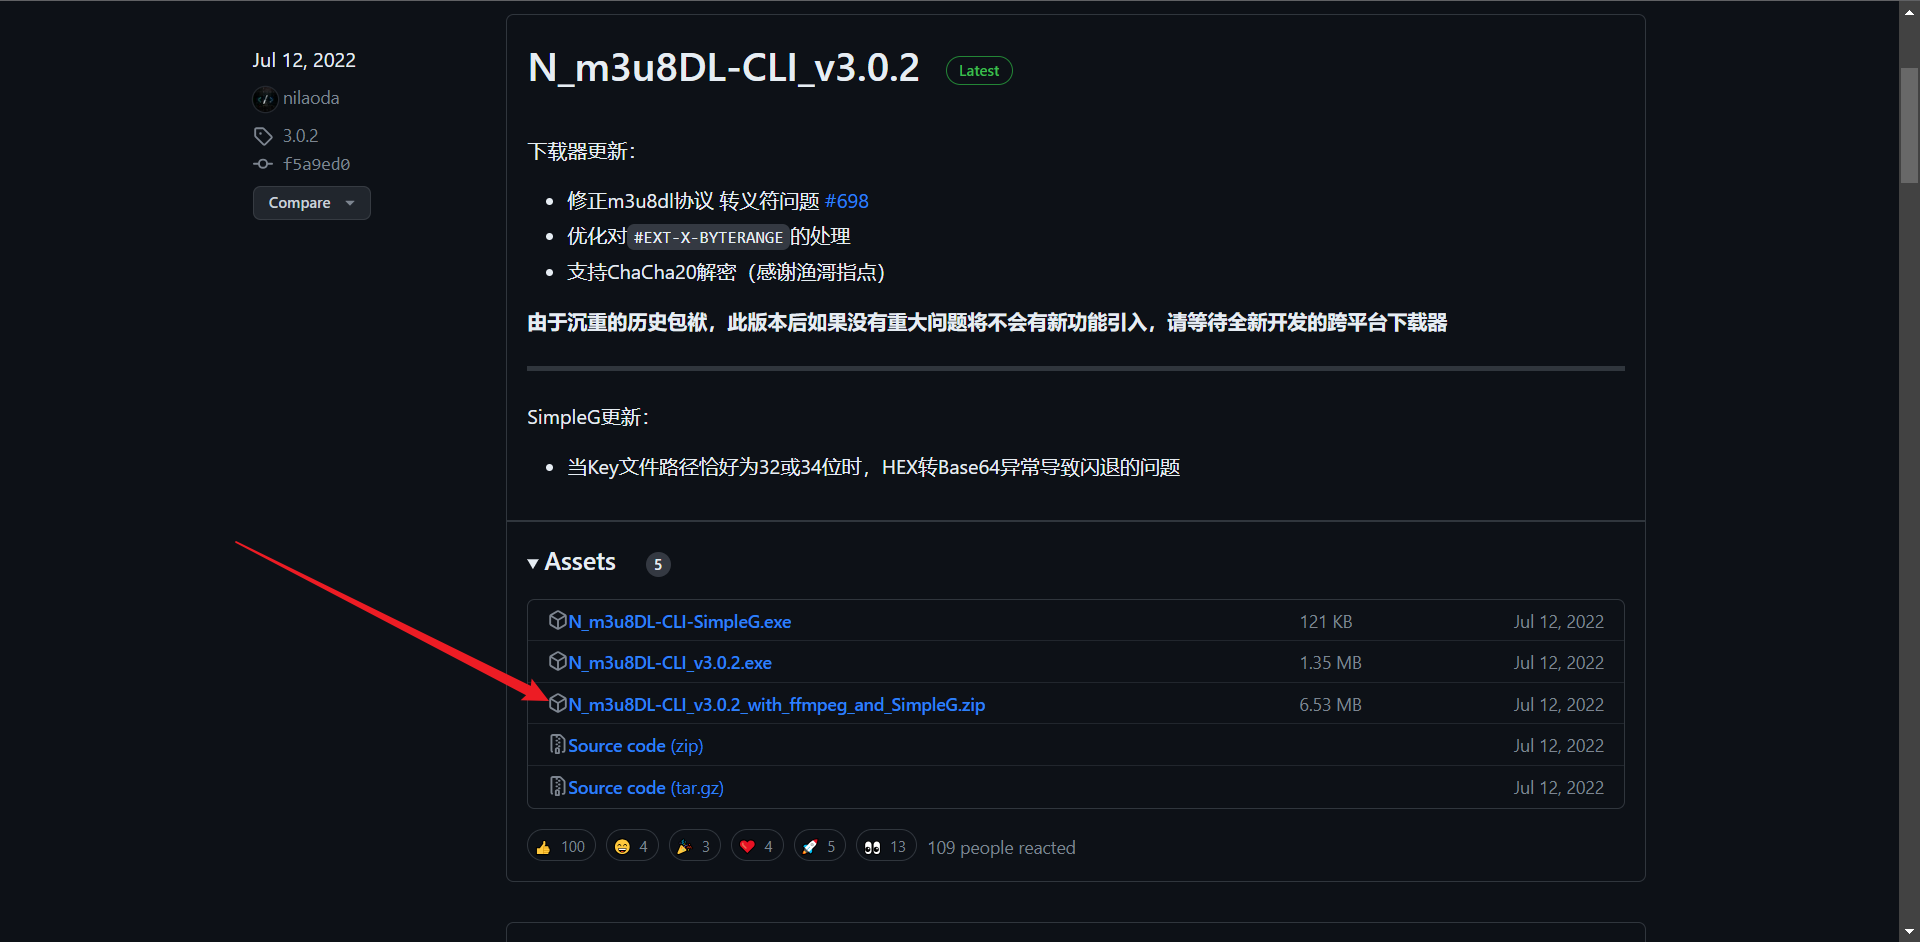 Jul 12, 2022
nilaoda
3.0.2
f5a9ed0
Compare
N_m3u8DL-CLI_v3.0.2 Latest
下载器更新：
修正m3u8dl协议 转义符问题 #698
优化对 #EXT-X-BYTERANGE 的处理
支持ChaCha20解密（感谢渔滒指点）
由于沉重的历史包袱，此版本后如果没有重大问题将不会有新功能引入，请等待全新开发的跨平台下载器
SimpleG更新：
当Key文件路径恰好为32或34位时，HEX转Base64异常导致闪退的问题
Assets 5
N_m3u8DL-CLI-SimpleG.exe 121 KB Jul 12, 2022
N_m3u8DL-CLI_v3.0.2.exe 1.35 MB Jul 12, 2022
N_m3u8DL-CLI_v3.0.2_with_ffmpeg_and_SimpleG.zip 6.53 MB Jul 12, 2022
Source code (zip) Jul 12, 2022
Source code (tar.gz) Jul 12, 2022
👍 100 😄 4 🎉 3 ❤️ 4 🚀 5 👀 13 109 people reacted